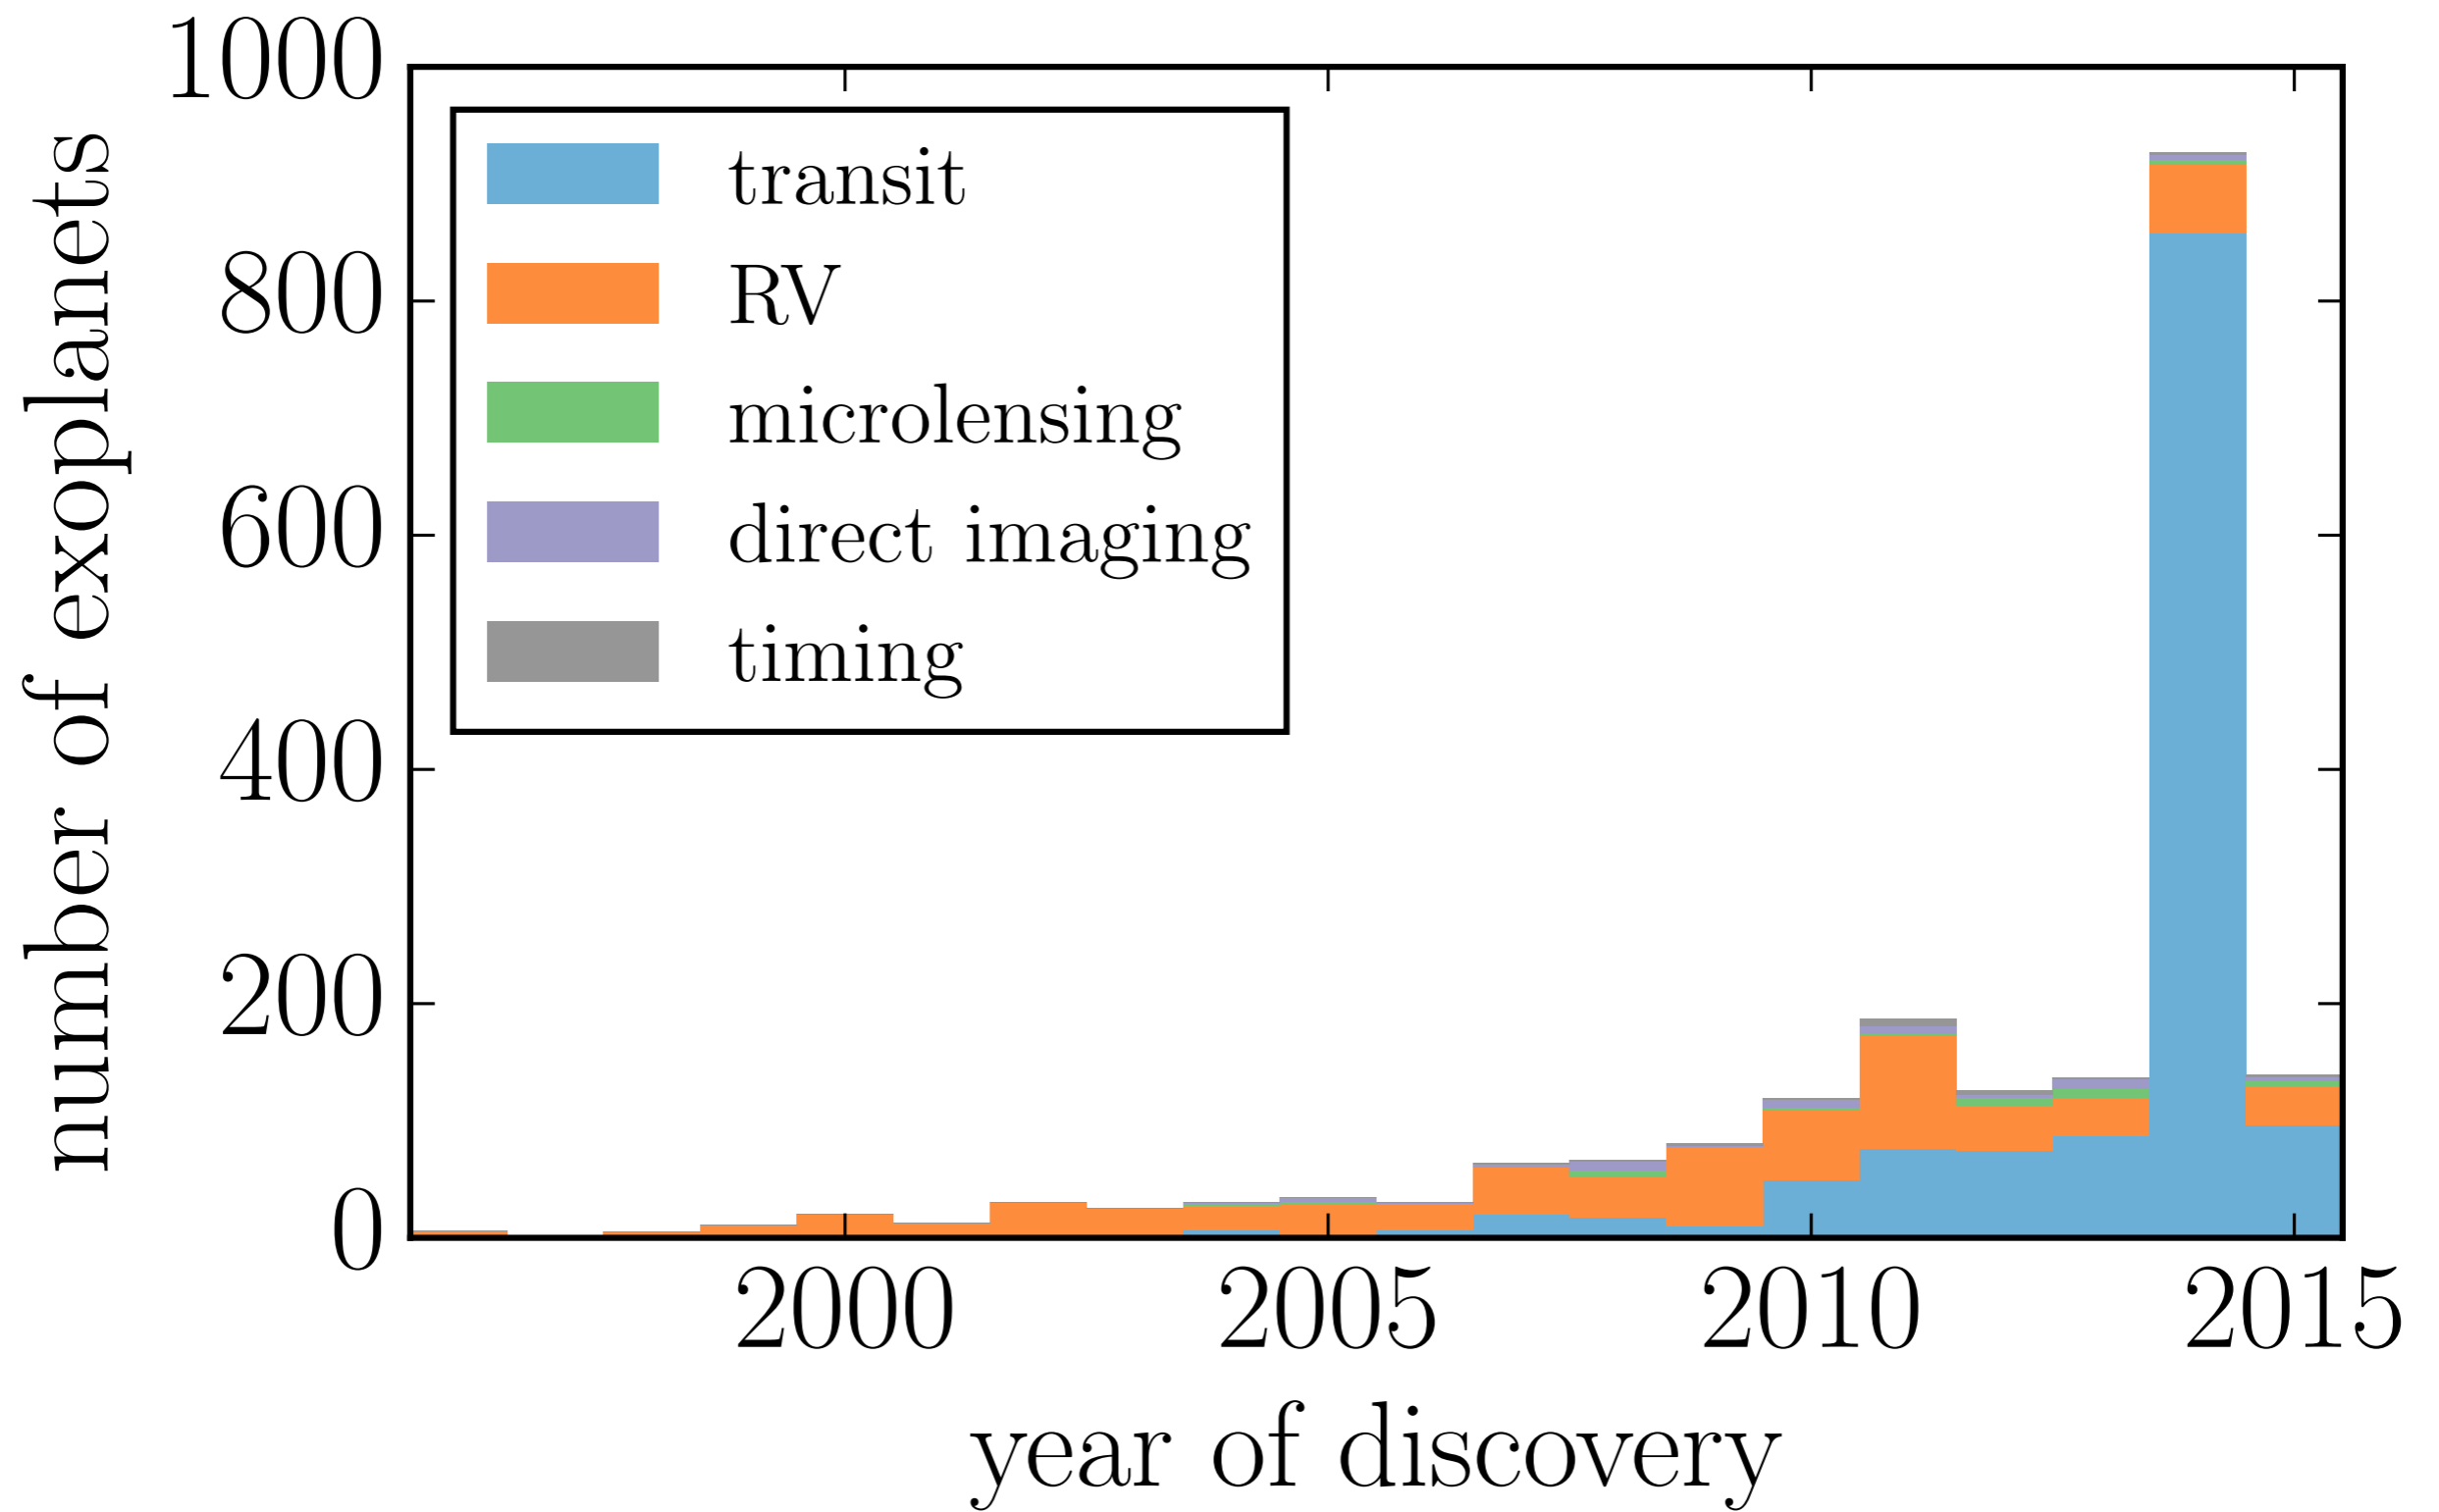 1000
800
600
400
200
0
number of exoplanets
transit
RV
microlensing
direct imaging
timing
2000 2005 2010 2015
year of discovery